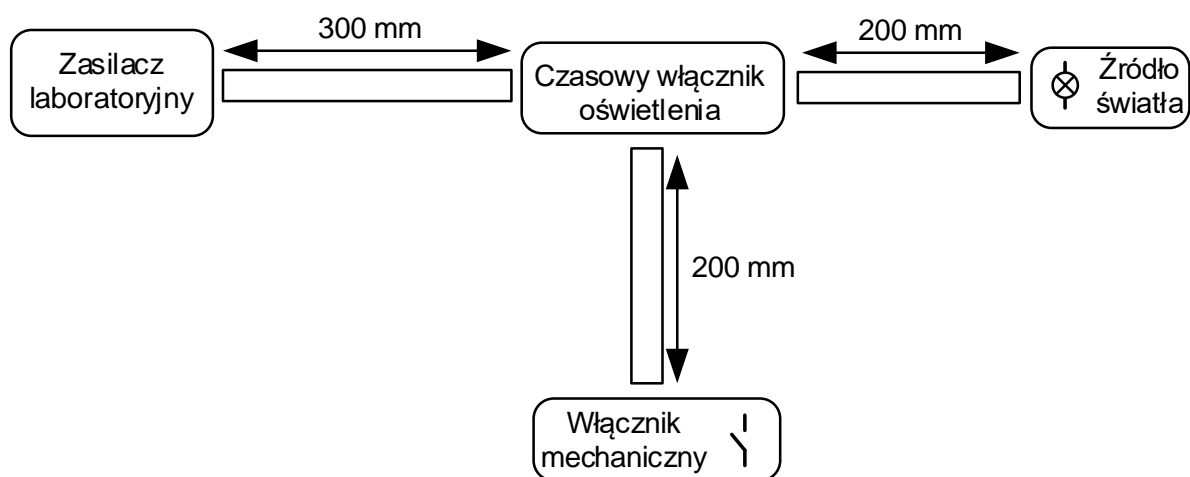 300 mm
200 mm
Zasilacz
laboratoryjny
Czasowy włącznik
oświetlenia
Źródło
światła
200 mm
Włącznik
mechaniczny